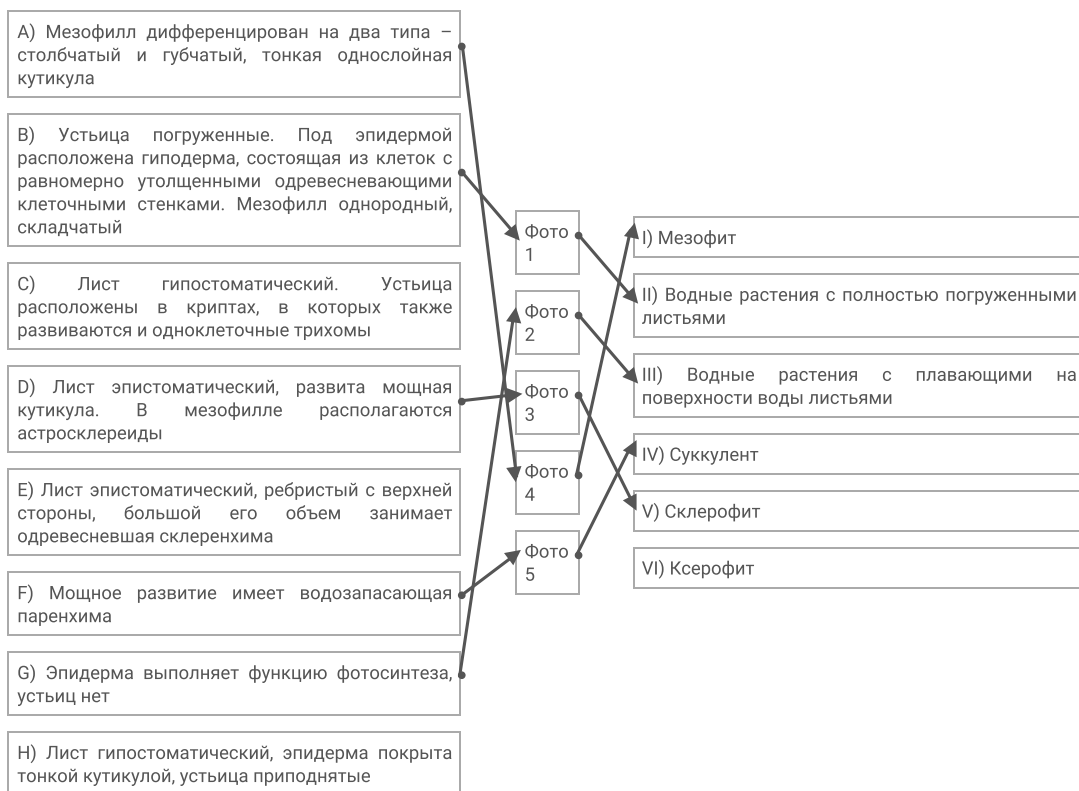 A) Мезофилл дифференцирован на два типа –
столбчатый и губчатый, тонкая однослойная
кутикула
B) Устьица погруженные. Под эпидермой
расположена гиподерма, состоящая из клеток с
равномерно утолщенными одревесневающими
клеточными стенками. Мезофилл однородный,
складчатый
C) Лист гипостоматический. Устьица
расположены в криптах, в которых также
развиваются и одноклеточные трихомы
D) Лист эпистоматический, развита мощная
кутикула. В мезофилле располагаются
астросклереиды
E) Лист эпистоматический, ребристый с верхней
стороны, большой его объем занимает
одревесневшая склеренхима
F) Мощное развитие имеет водозапасающая
паренхима
G) Эпидерма выполняет функцию фотосинтеза,
устьиц нет
H) Лист гипостоматический, эпидерма покрыта
тонкой кутикулой, устьица приподнятые
Фото
1
Фото
2
Фото
3
Фото
4
Фото
5
I) Мезофит
II) Водные растения с полностью погруженными
листьями
III) Водные растения с плавающими на
поверхности воды листьями
IV) Суккулент
V) Склерофит
VI) Ксерофит